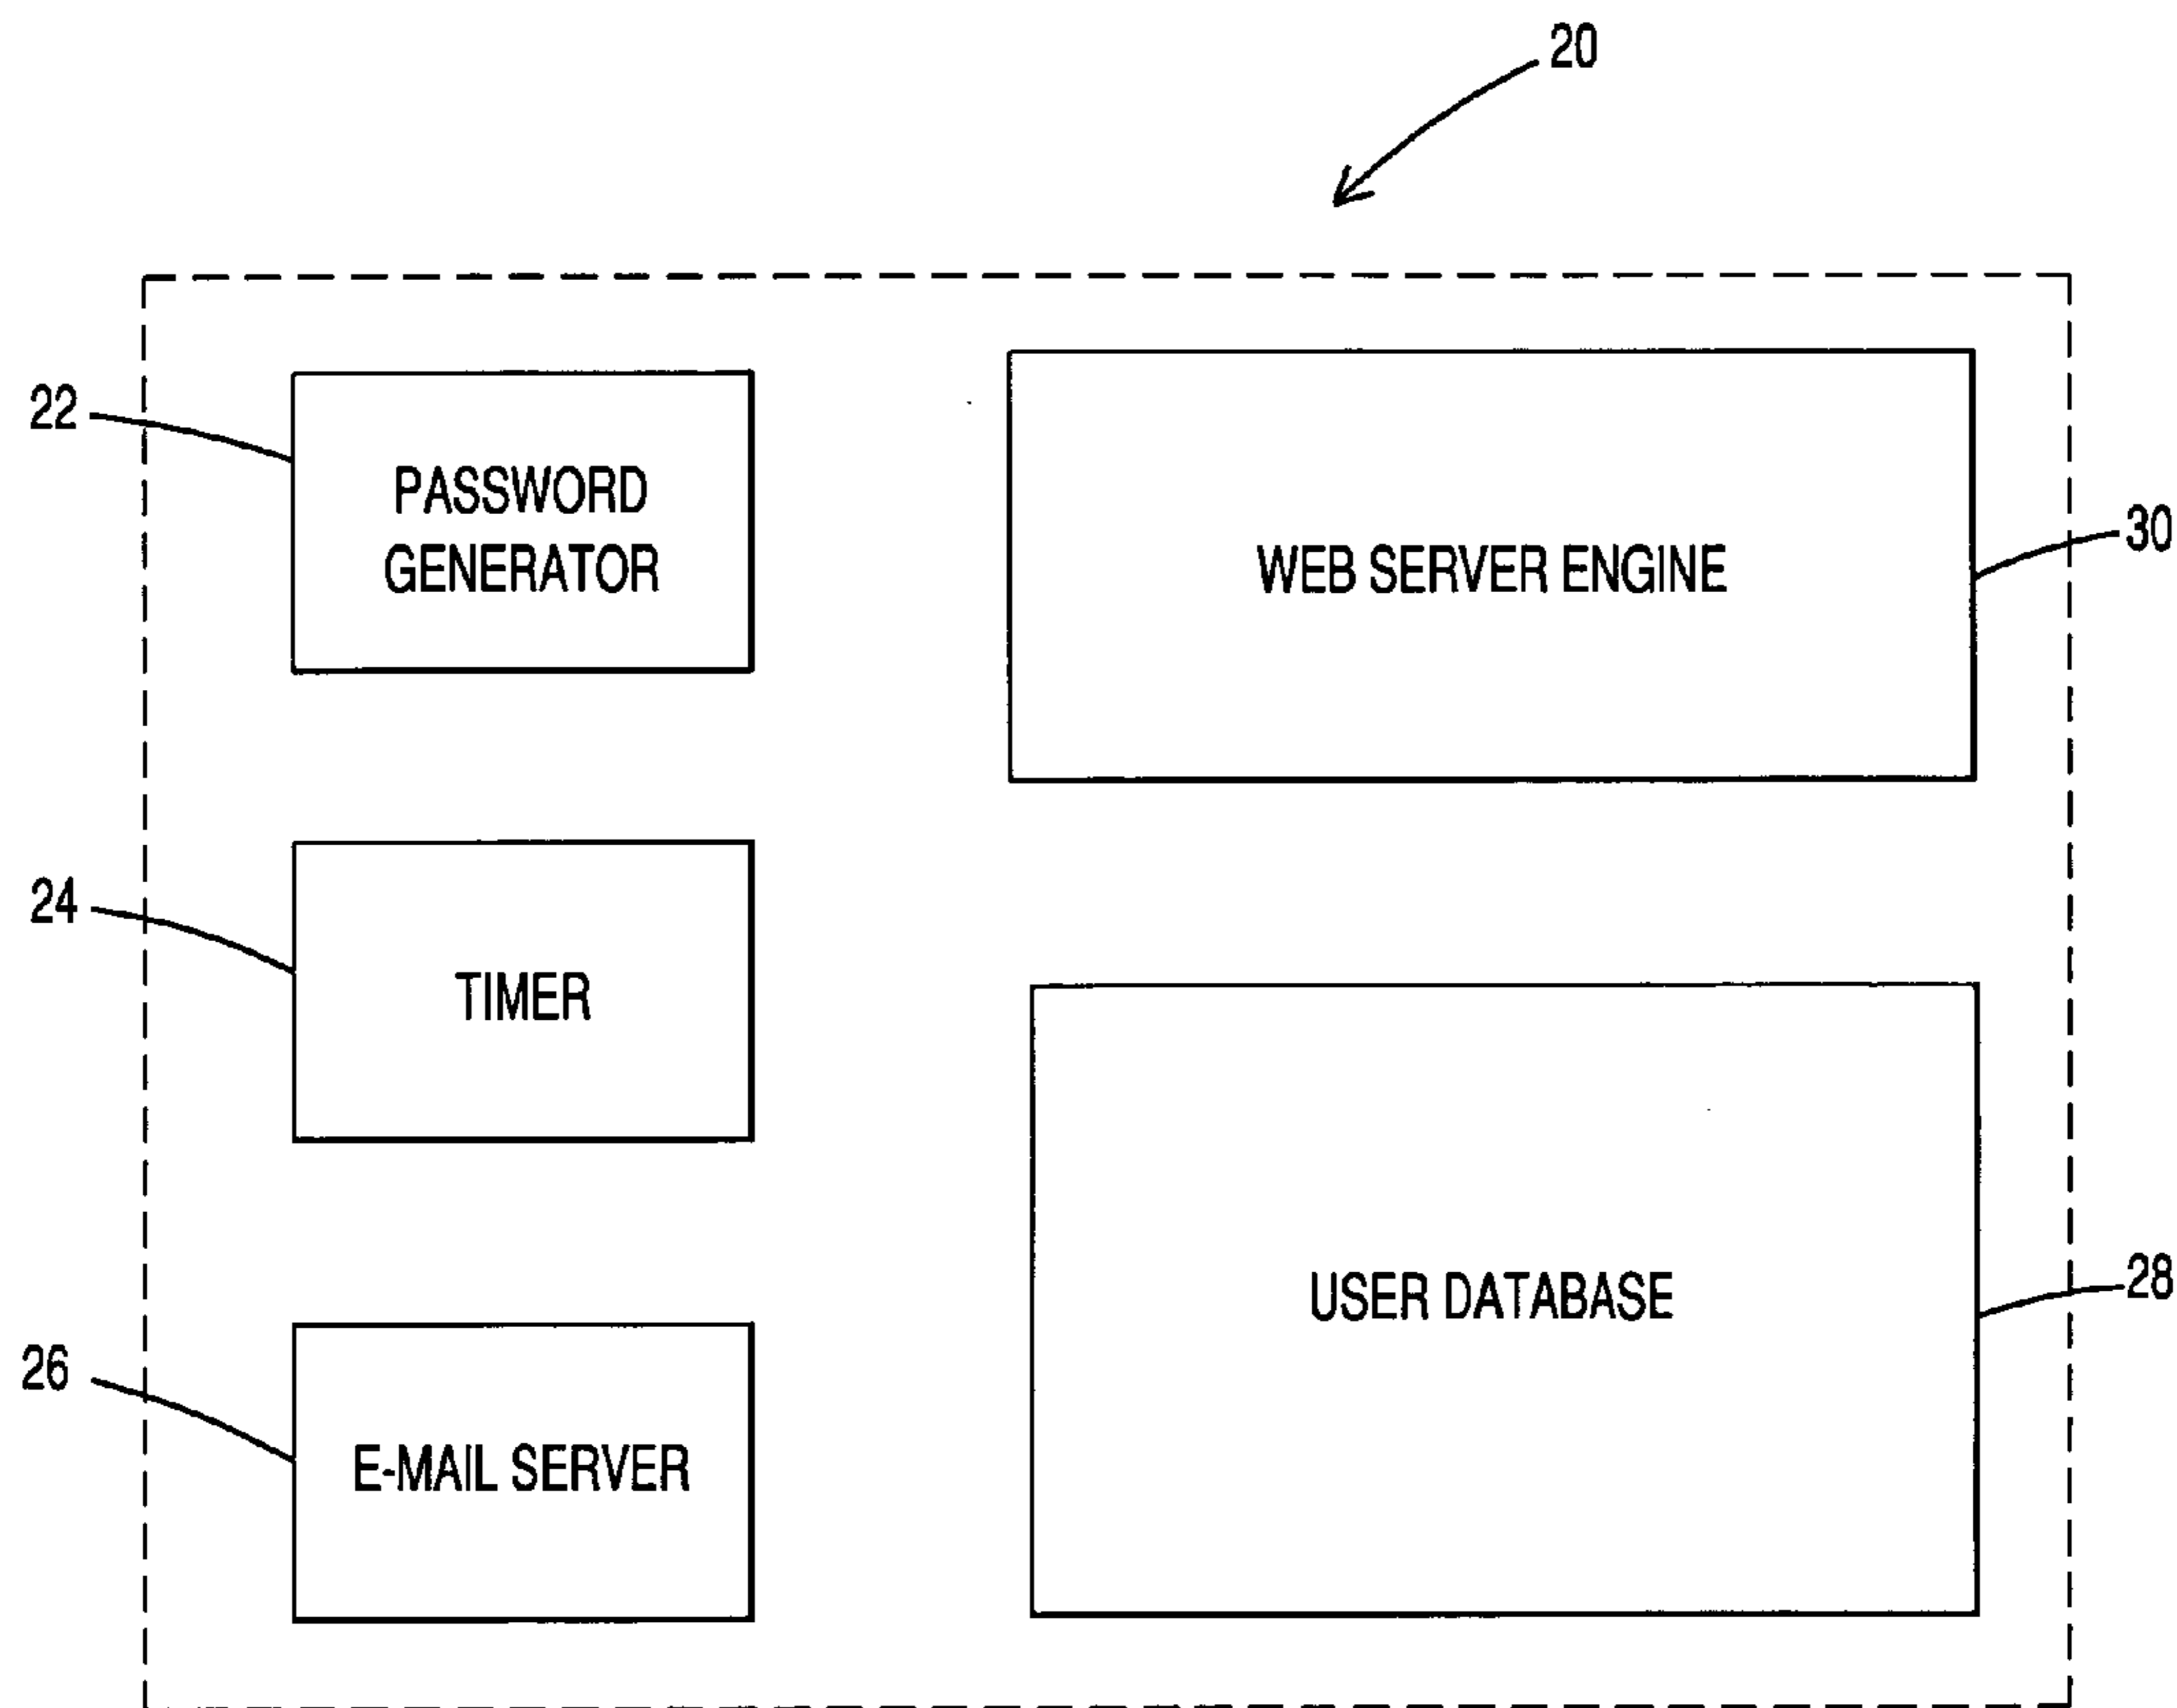 20
22
PASSWORD
GENERATOR
WEB SERVER ENGINE
30
24
TIMER
USER DATABASE
28
26
E-MAIL SERVER